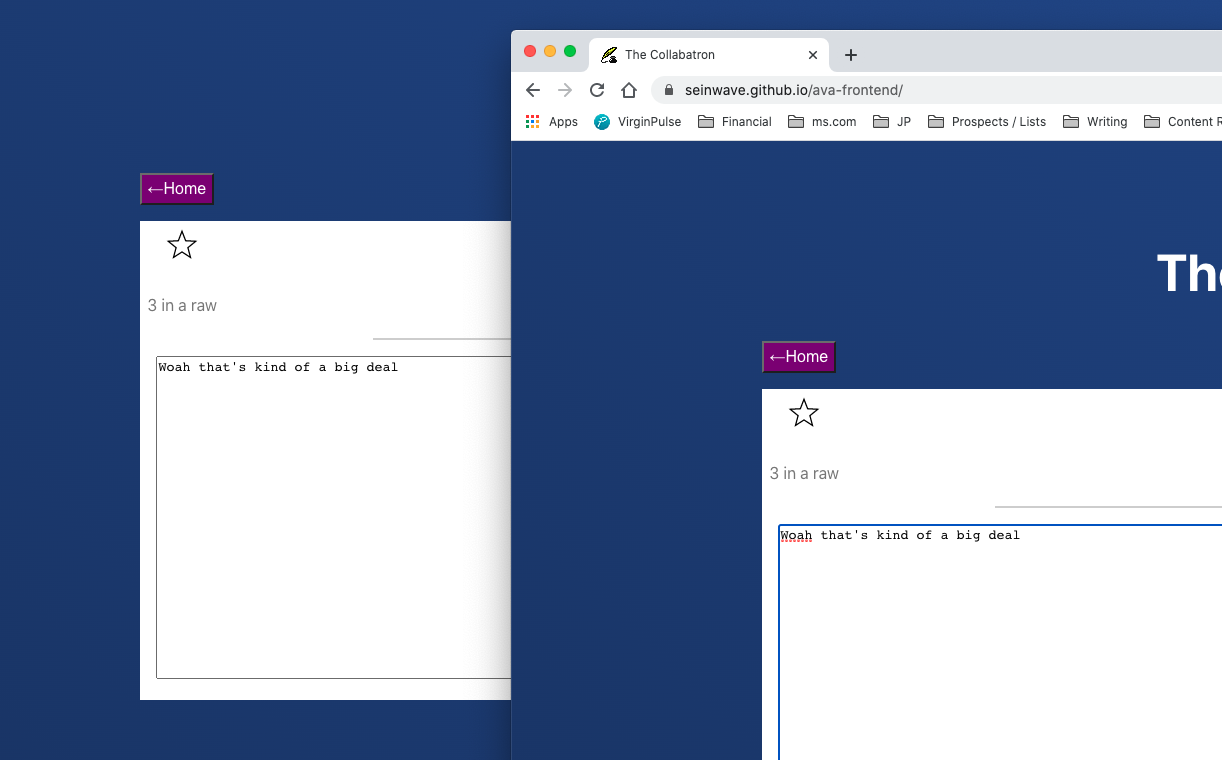 The Collabatron
seinwave.github.io/ava-frontend/
Apps VirginPulse Financial ms.com JP Prospects / Lists Writing Content R
←Home
3 in a raw
Woah that's kind of a big deal
The
←Home
3 in a raw
Woah that's kind of a big deal